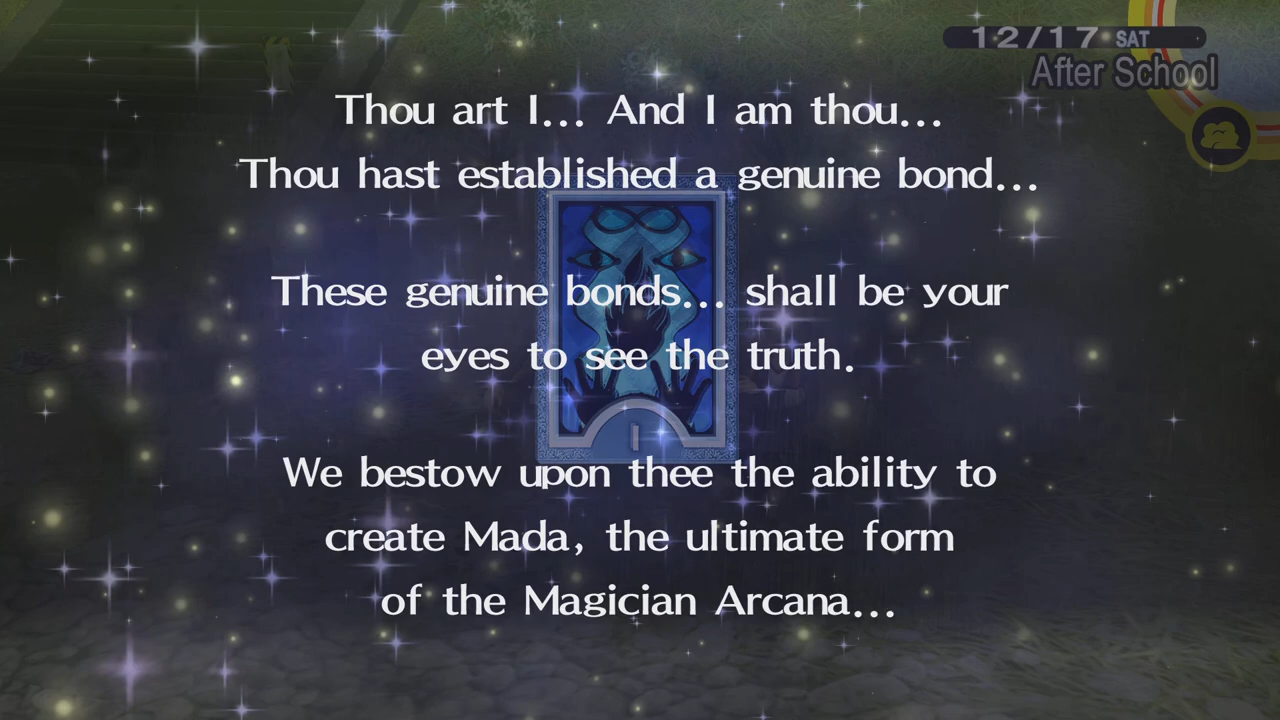 12/17 SAT
After School
Thou art I... And I am thou...
Thou hast established a genuine bond...
These genuine bonds... shall be your
eyes to see the truth.
We bestow upon thee the ability to
create Mada, the ultimate form
of the Magician Arcana...
I